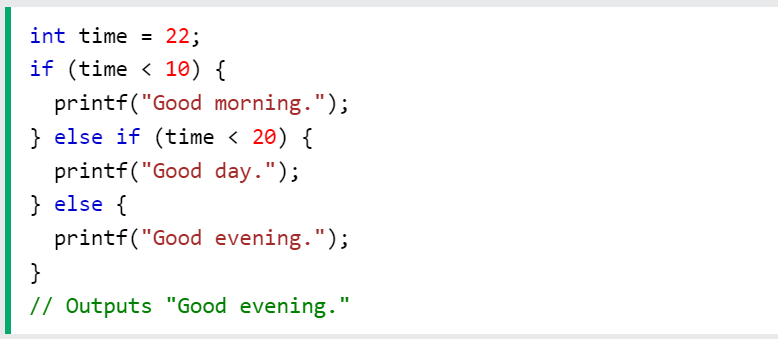 int time = 22;
if (time < 10) {
  printf("Good morning.");
} else if (time < 20) {
  printf("Good day.");
} else {
  printf("Good evening.");
}
// Outputs "Good evening."